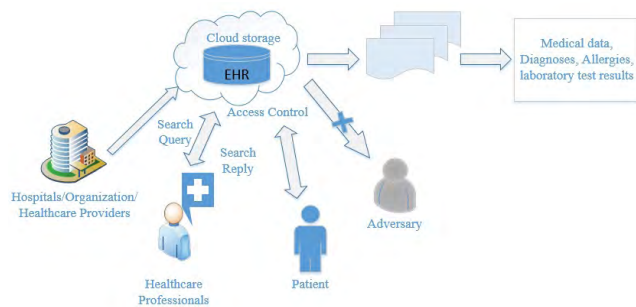 Cloud storage
EHR
Medical data,
Diagnoses, Allergies,
laboratory test results
Access Control
Search
Query
Search
Reply
Hospitals/Organization/
Healthcare Providers
Adversary
Healthcare
Professionals
Patient